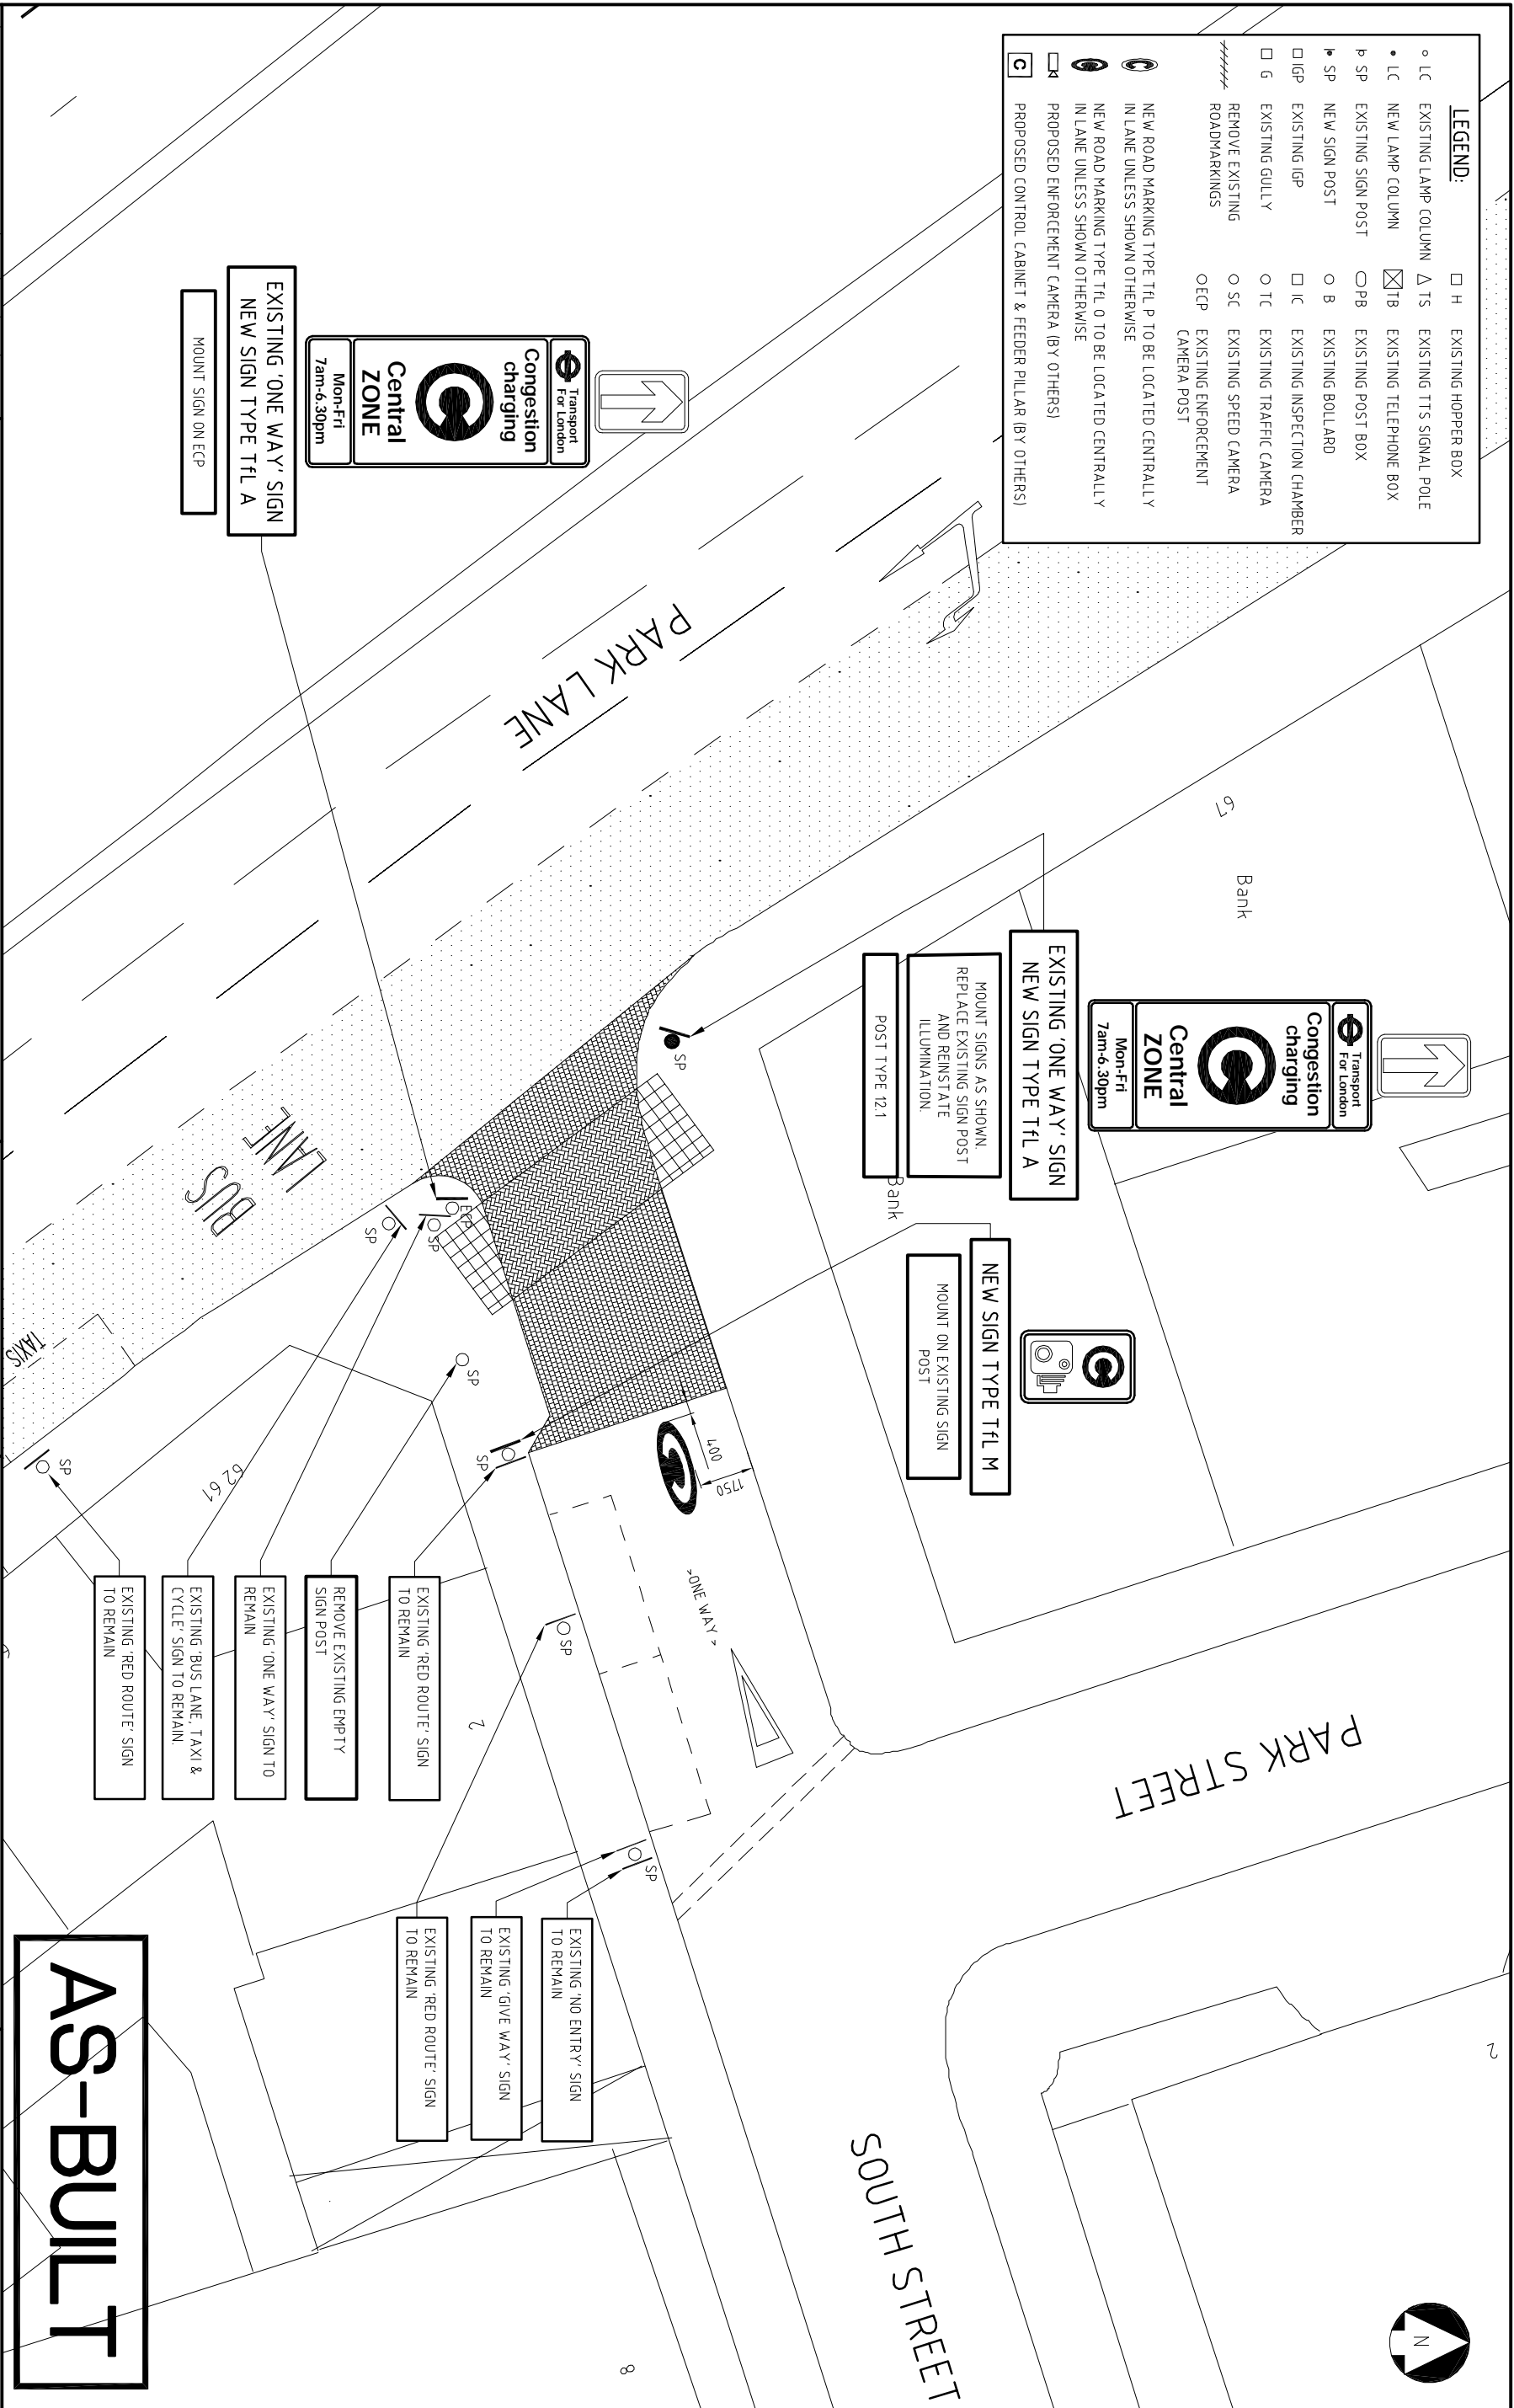 LEGEND:
LC EXISTING LAMP COLUMN
LC NEW LAMP COLUMN
SP EXISTING SIGN POST
SP NEW SIGN POST
IGP EXISTING IGP
G EXISTING GULLY
REMOVE EXISTING
ROADMARKINGS
H EXISTING HOPPER BOX
TS EXISTING TTS SIGNAL POLE
TB EXISTING TELEPHONE BOX
PB EXISTING POST BOX
B EXISTING BOLLARD
IC EXISTING INSPECTION CHAMBER
TC EXISTING TRAFFIC CAMERA
SC EXISTING SPEED CAMERA
ECP EXISTING ENFORCEMENT
CAMERA POST
NEW ROAD MARKING TYPE TfL P TO BE LOCATED CENTRALLY
IN LANE UNLESS SHOWN OTHERWISE
NEW ROAD MARKING TYPE TfL O TO BE LOCATED CENTRALLY
IN LANE UNLESS SHOWN OTHERWISE
PROPOSED ENFORCEMENT CAMERA (BY OTHERS)
C PROPOSED CONTROL CABINET & FEEDER PILLAR (BY OTHERS)
67
Bank
Transport
For London
Congestion
charging
C
Central
ZONE
Mon-Fri
7am-6.30pm
EXISTING 'ONE WAY' SIGN
NEW SIGN TYPE TfL A
MOUNT SIGNS AS SHOWN.
REPLACE EXISTING SIGN POST
AND REINSTATE
ILLUMINATION.
POST TYPE 12.1
Bank
C
NEW SIGN TYPE TfL M
MOUNT ON EXISTING SIGN
POST
PARK STREET
2
N
SOUTH STREET
PARK LANE
Transport
For London
Congestion
charging
C
Central
ZONE
Mon-Fri
7am-6.30pm
EXISTING 'ONE WAY' SIGN
NEW SIGN TYPE TfL A
MOUNT SIGN ON ECP
SP
ECP
SP
SP
SP
SP
SP
SP
SP
C
400
1750
>ONE WAY >
LANE
BUS
TAXIS
62 61
2
8
EXISTING 'RED ROUTE' SIGN
TO REMAIN
REMOVE EXISTING EMPTY
SIGN POST
EXISTING 'ONE WAY' SIGN TO
REMAIN
EXISTING 'BUS LANE, TAXI &
CYCLE' SIGN TO REMAIN.
EXISTING 'RED ROUTE' SIGN
TO REMAIN
EXISTING 'NO ENTRY' SIGN
TO REMAIN
EXISTING 'GIVE WAY' SIGN
TO REMAIN
EXISTING 'RED ROUTE' SIGN
TO REMAIN
AS-BUILT